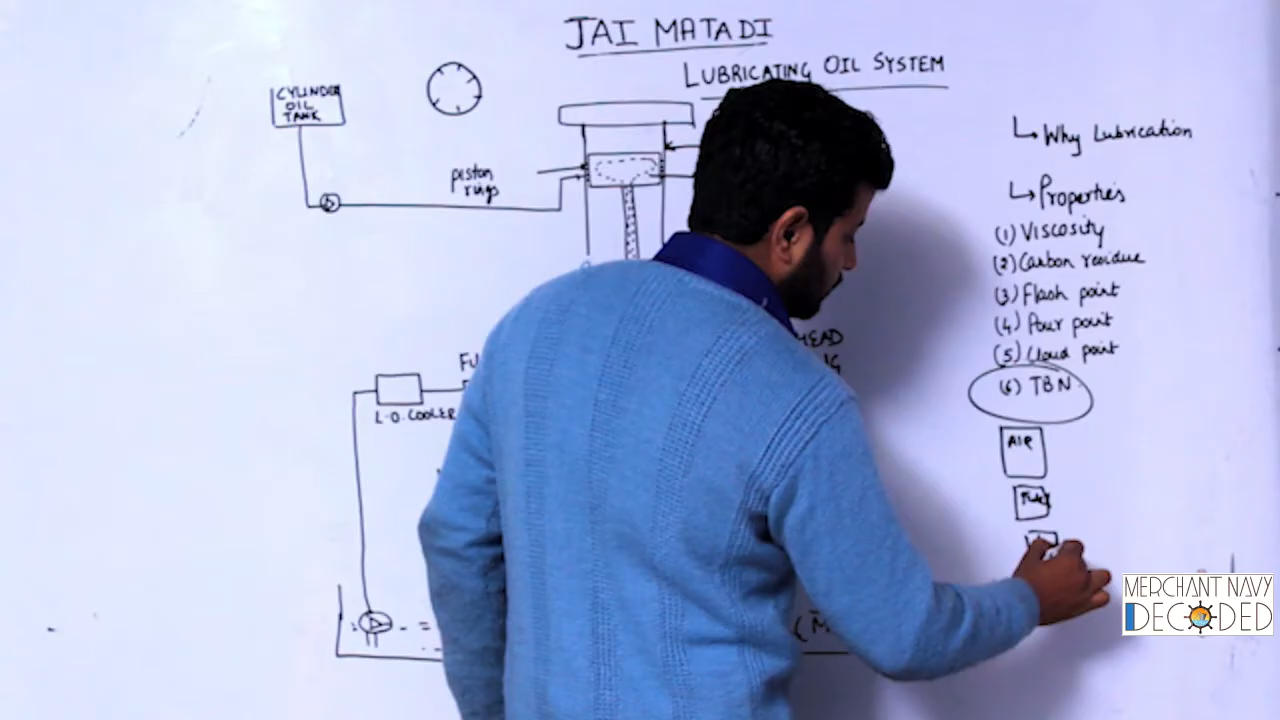 JAI MATADI
LUBRICATING OIL SYSTEM
CYLINDER
OIL
TANK
piston
rings
L.O. COOLER
Why Lubrication
Properties
(1) Viscosity
(2) Carbon residue
(3) Flash point
(4) Pour point
(5) Cloud point
(6) TBN
AIR
MERCHANT NAVY
DECODED